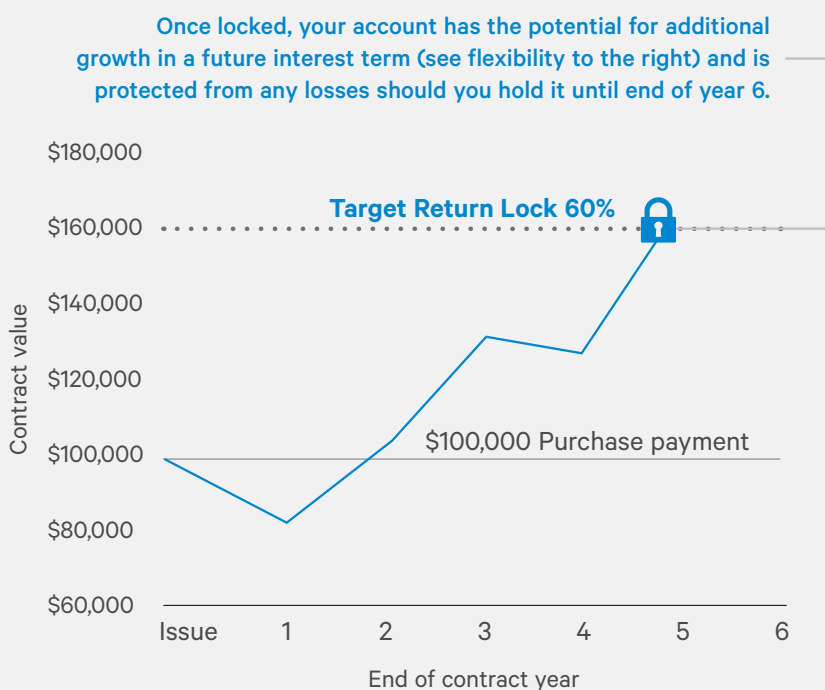 Once locked, your account has the potential for additional
growth in a future interest term (see flexibility to the right) and is
protected from any losses should you hold it until end of year 6.
$180,000
Target Return Lock 60%
$160,000
$140,000
$120,000
$100,000 Purchase payment
$100,000
$80,000
$60,000
Contract value
Issue 1 2 3 4 5 6
End of contract year